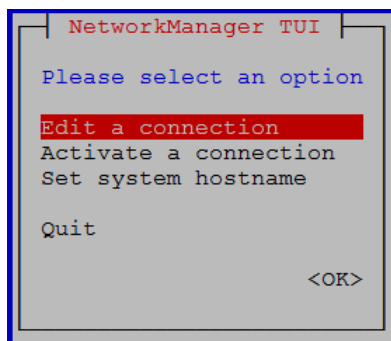 NetworkManager TUI
Please select an option
Edit a connection
Activate a connection
Set system hostname
Quit
<OK>